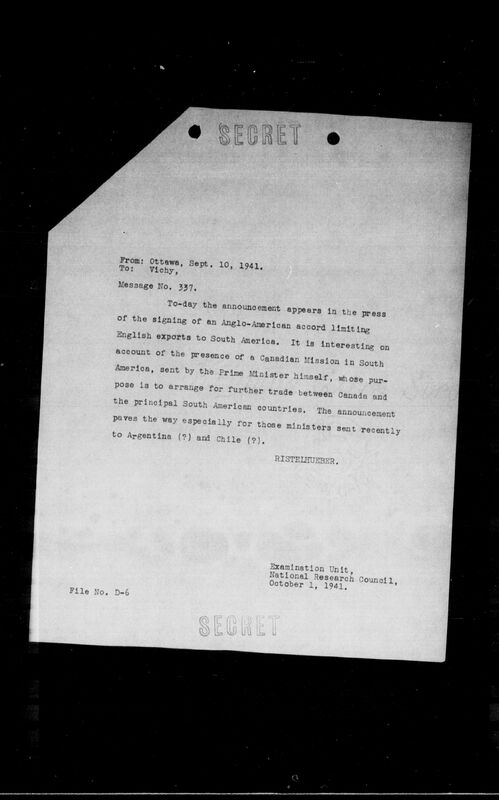 SECRET
From: Ottawa, Sept. 10, 1941.
To: Vichy,
Message No. 337.
To-day the announcement appears in the press
of the signing of an Anglo-American accord limiting
English exports to South America. It is interesting on
account of the presence of a Canadian Mission in South
America, sent by the Prime Minister himself, whose pur-
pose is to arrange for further trade between Canada and
the principal South American countries. The announcement
paves the way especially for those ministers sent recently
to Argentina (?) and Chile (?).
RISTELHUEBER.
Examination Unit,
National Research Council,
October 1, 1941.
File No. D-6
SECRET